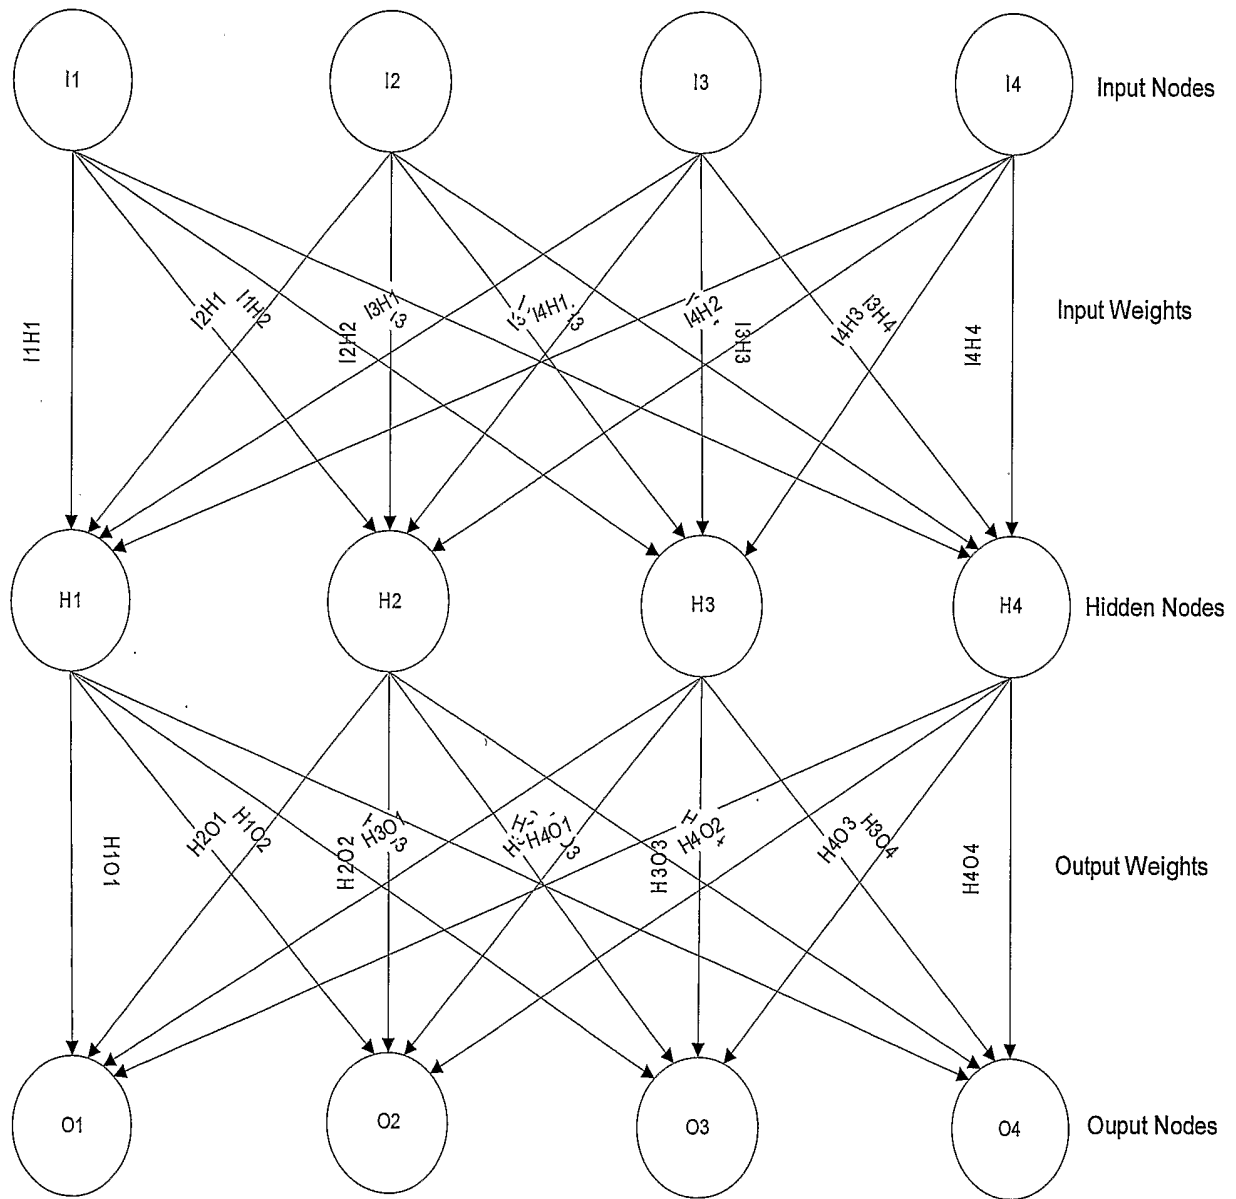 I1
I2
I3
I4
Input Nodes
I2H1
I1H2
I3H1
I4H1
I4H2
I4H3
I3H4
Input Weights
I1H1
I2H2
I3H3
I4H4
H1
H2
H3
H4
Hidden Nodes
H2O1
H1O2
H3O1
H4O1
H4O2
H4O3
H3O4
Output Weights
H1O1
H2O2
H3O3
H4O4
O1
O2
O3
O4
Ouput Nodes